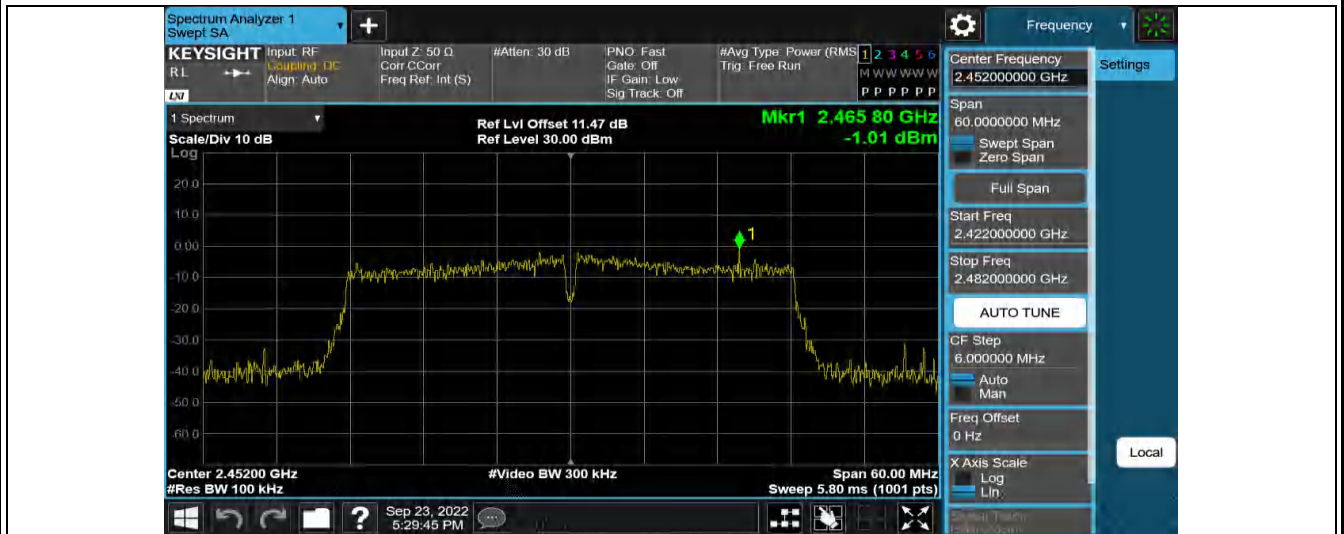 Spectrum Analyzer 1
Swept SA
Frequency
KEYSIGHT
RL
LXI
Input: RF
Coupling: DC
Align: Auto
Input Z: 50 Ω
Corr CCorr
Freq Ref: Int (S)
#Atten: 30 dB
PNO: Fast
Gate: Off
IF Gain: Low
Sig Track: Off
#Avg Type: Power (RMS
Trig: Free Run
1 2 3 4 5 6
M W W W W W
P P P P P P
1 Spectrum
Scale/Div 10 dB
Ref Lvl Offset 11.47 dB
Ref Level 30.00 dBm
Mkr1 2.465 80 GHz
-1.01 dBm
Log
20.0
10.0
0.00
-10.0
-20.0
-30.0
-40.0
-50.0
-60.0
1
Center 2.45200 GHz
#Res BW 100 kHz
#Video BW 300 kHz
Span 60.00 MHz
Sweep 5.80 ms (1001 pts)
Sep 23, 2022
5:29:45 PM
Center Frequency
2.452000000 GHz
Settings
Span
60.0000000 MHz
Swept Span
Zero Span
Full Span
Start Freq
2.422000000 GHz
Stop Freq
2.482000000 GHz
AUTO TUNE
CF Step
6.000000 MHz
Auto
Man
Freq Offset
0 Hz
X Axis Scale
Log
Lin
Local